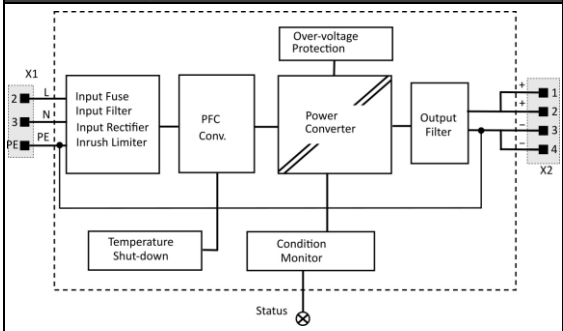 Over-voltage
Protection
X1
L
2
N
3
PE
PE
Input Fuse
Input Filter
Input Rectifier
Inrush Limiter
PFC
Conv.
Power
Converter
Output
Filter
+
1
+
2
–
3
–
4
X2
Temperature
Shut-down
Condition
Monitor
Status